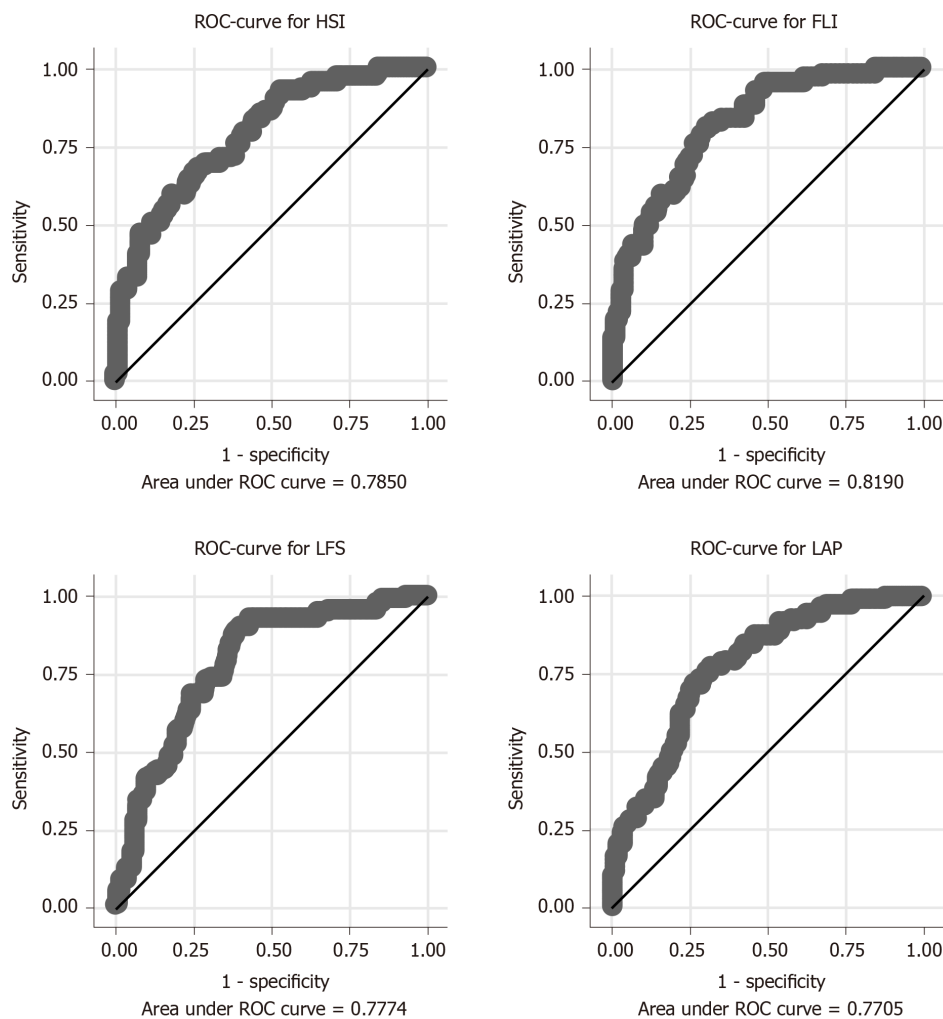 ROC-curve for HSI
1.00
0.75
0.50
0.25
0.00
Sensitivity
0.00 0.25 0.50 0.75 1.00
1 - specificity
Area under ROC curve = 0.7850
ROC-curve for FLI
1.00
0.75
0.50
0.25
0.00
Sensitivity
0.00 0.25 0.50 0.75 1.00
1 - specificity
Area under ROC curve = 0.8190
ROC-curve for LFS
1.00
0.75
0.50
0.25
0.00
Sensitivity
0.00 0.25 0.50 0.75 1.00
1 - specificity
Area under ROC curve = 0.7774
ROC-curve for LAP
1.00
0.75
0.50
0.25
0.00
Sensitivity
0.00 0.25 0.50 0.75 1.00
1 - specificity
Area under ROC curve = 0.7705